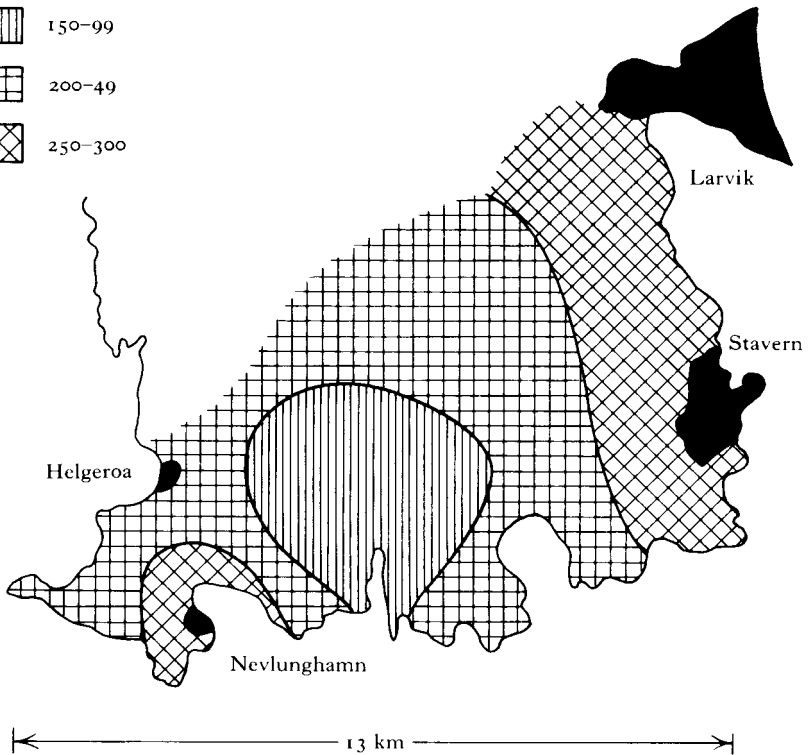 150–99
200–49
250–300
Larvik
Stavern
Helgeroa
Nevlunghamn
13 km